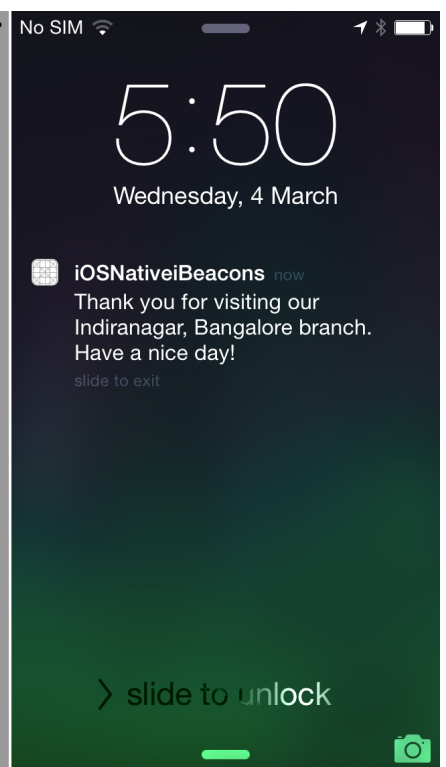 No SIM
5:50
Wednesday, 4 March
iOSNativeiBeacons now
Thank you for visiting our
Indiranagar, Bangalore branch.
Have a nice day!
slide to exit
> slide to unlock